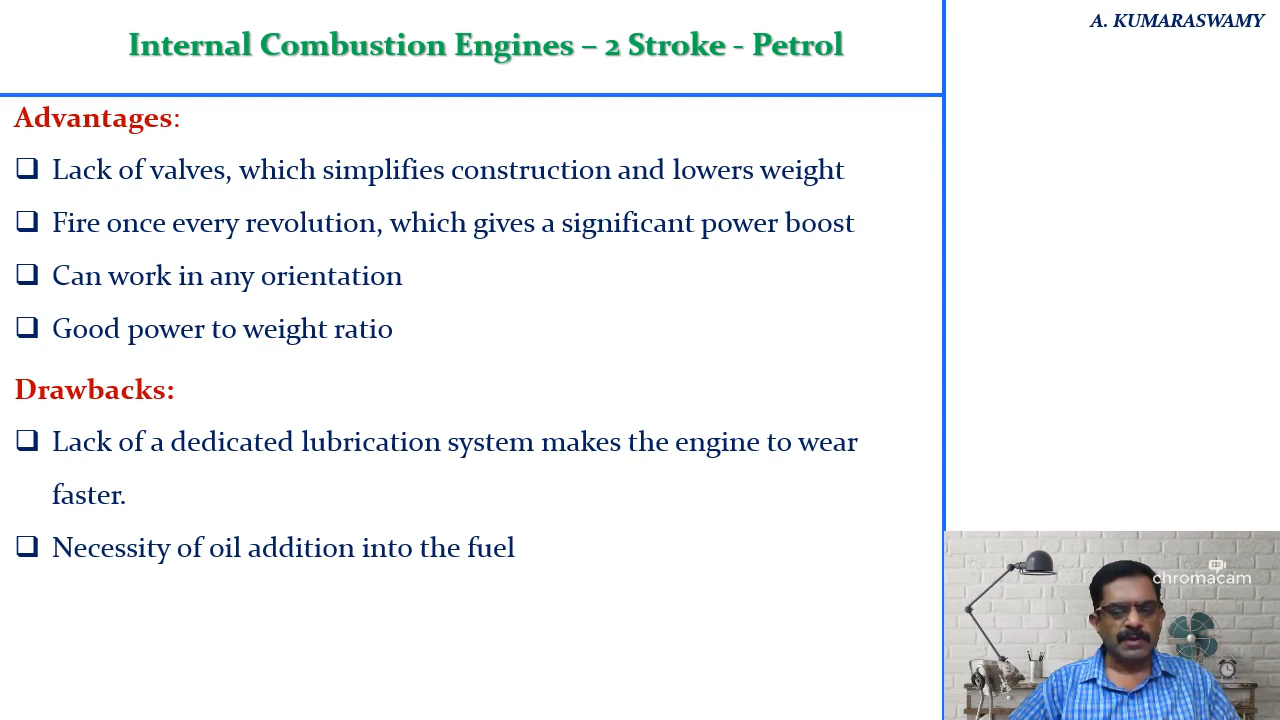 Internal Combustion Engines – 2 Stroke - Petrol
A. KUMARASWAMY
Advantages:
❑ Lack of valves, which simplifies construction and lowers weight
❑ Fire once every revolution, which gives a significant power boost
❑ Can work in any orientation
❑ Good power to weight ratio
Drawbacks:
❑ Lack of a dedicated lubrication system makes the engine to wear
faster.
❑ Necessity of oil addition into the fuel
chromacam